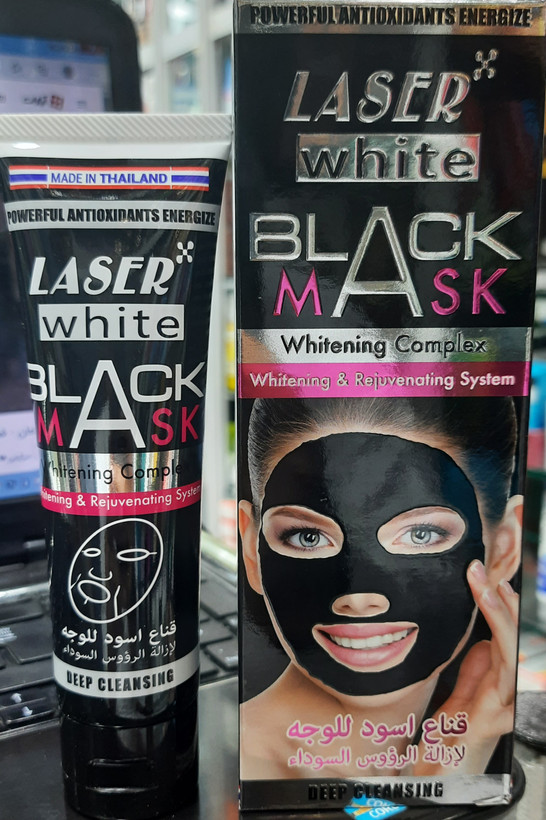 MADE IN THAILAND
POWERFUL ANTIOXIDANTS ENERGIZE
LASER
white
BLACK
MASK
Whitening Complex
Whitening & Rejuvenating System
قناع اسود للوجه
لإزالة الرؤوس السوداء
DEEP CLEANSING
POWERFUL ANTIOXIDANTS ENERGIZE
LASER
white
BLACK
MASK
Whitening Complex
Whitening & Rejuvenating System
قناع اسود للوجه
لإزالة الرؤوس السوداء
DEEP CLEANSING